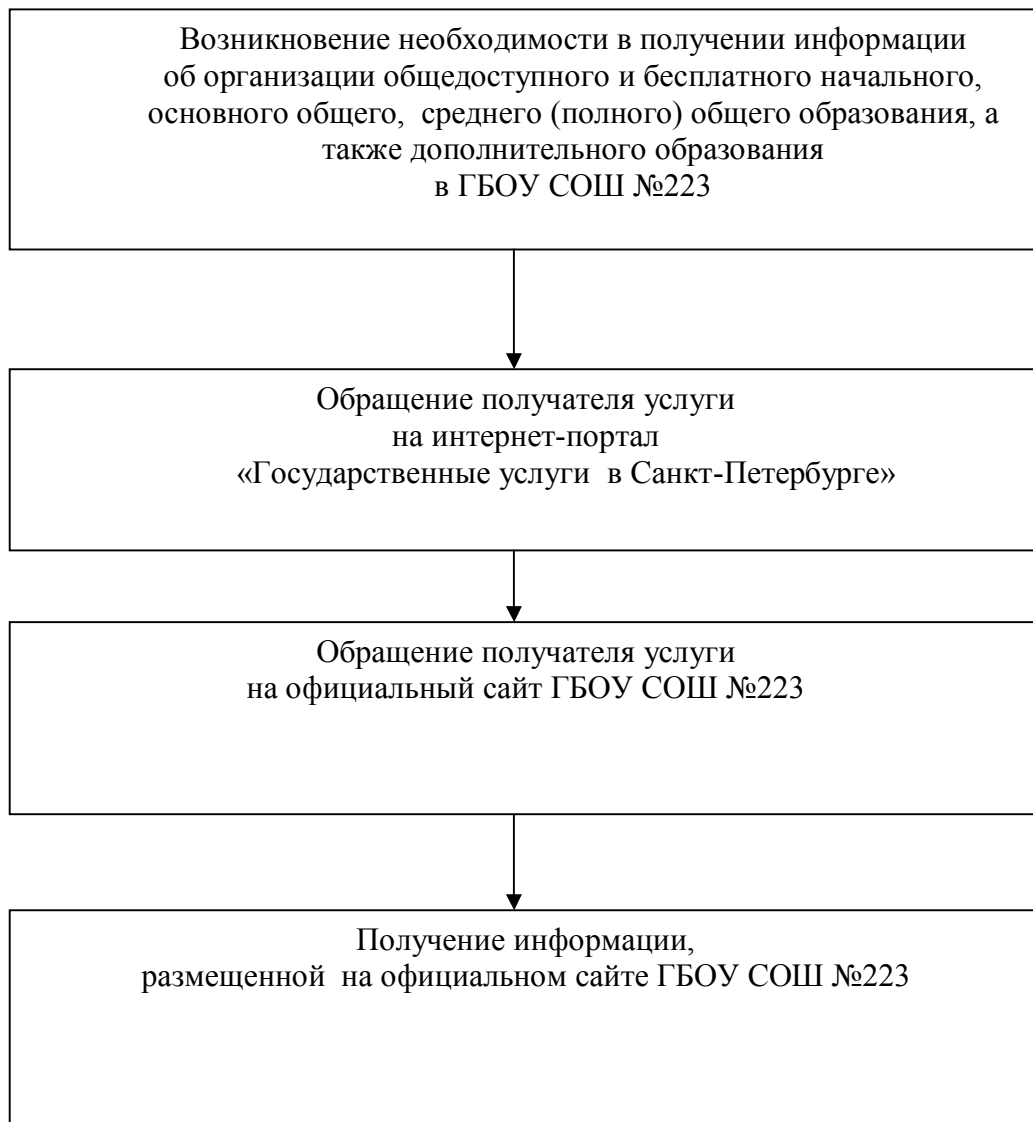 Возникновение необходимости в получении информации
об организации общедоступного и бесплатного начального,
основного общего, среднего (полного) общего образования, а
также дополнительного образования
в ГБОУ СОШ №223
Обращение получателя услуги
на интернет-портал
«Государственные услуги в Санкт-Петербурге»
Обращение получателя услуги
на официальный сайт ГБОУ СОШ №223
Получение информации,
размещенной на официальном сайте ГБОУ СОШ №223